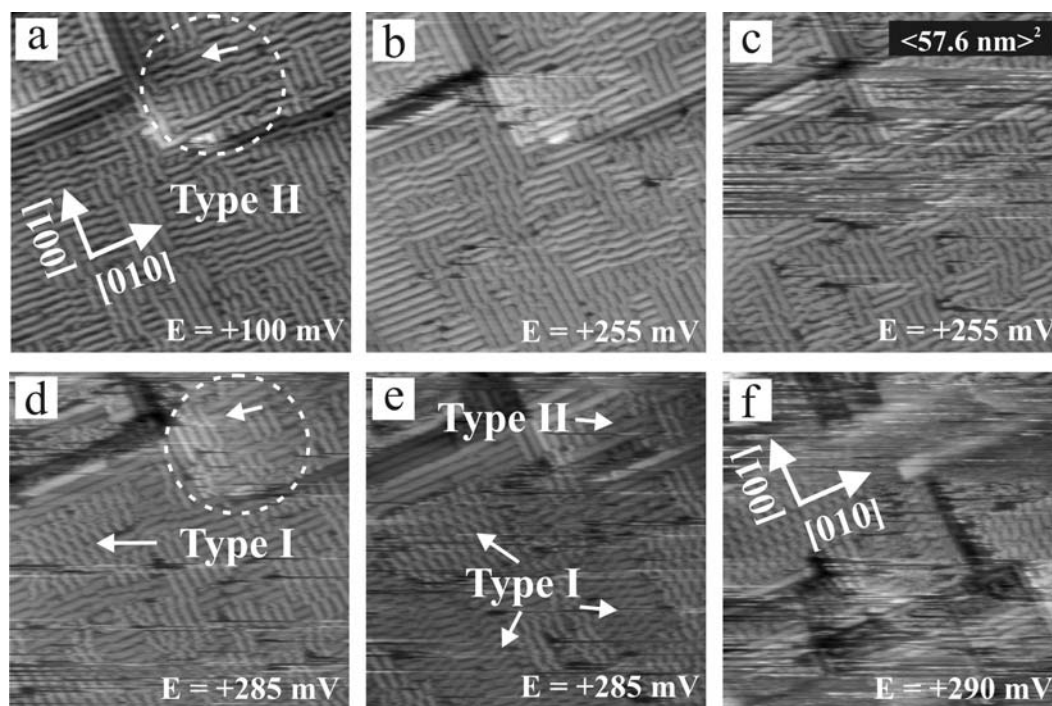 a
Type II
[100]
[010]
E = +100 mV
b
E = +255 mV
c
<57.6 nm>²
E = +255 mV
d
Type I
E = +285 mV
e
Type II
Type I
E = +285 mV
f
[001]
[010]
E = +290 mV